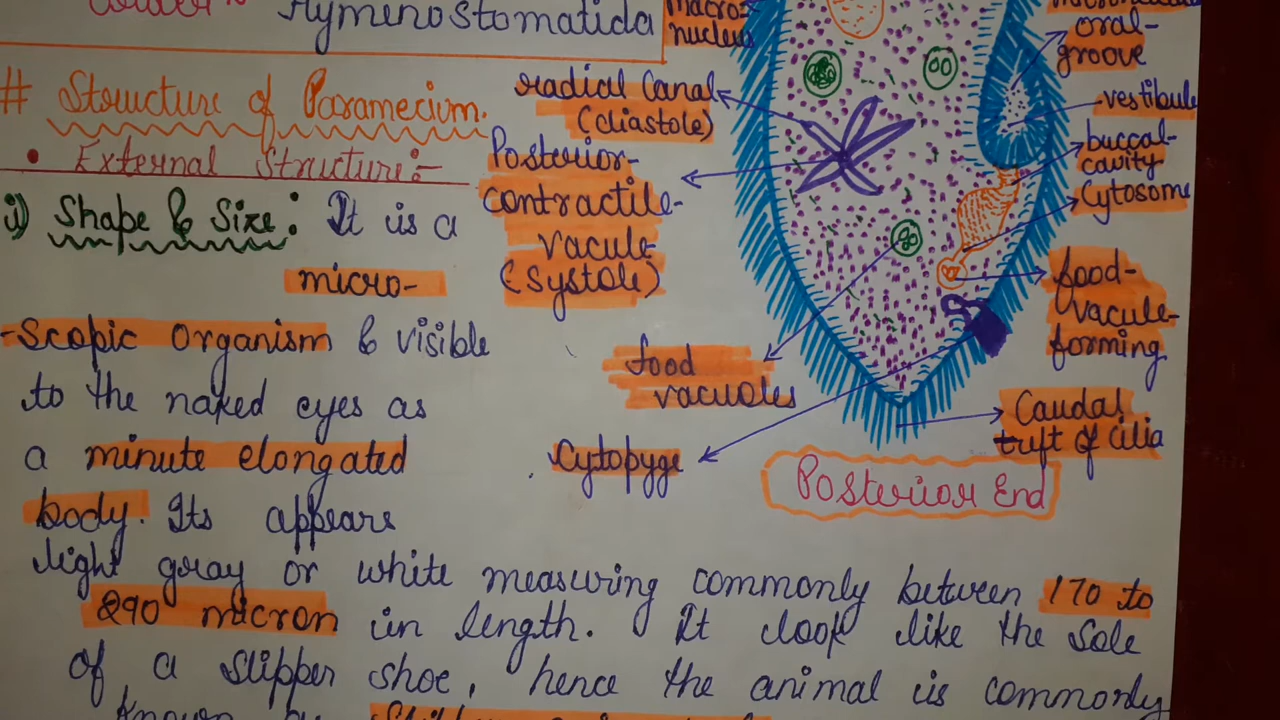 Hymenostomatida
macro-
nucleus
# Structure of Paramecium.
• External Structure:-
i) Shape & Size: It is a
micro-
-scopic organism & visible
to the naked eyes as
a minute elongated
body. Its appears
light gray or white measuring commonly between 170 to
290 micron in length. It look like the sole
of a slipper shoe, hence the animal is commonly
radial Canal
(diastole)
Posterior-
contractile-
vacule
(systole)
food
vacuoles
Cytopyge
oral-
groove
vestibule
buccal-
cavity
Cytosome
food-
vacule-
forming
Caudal
truft of cilia
Posterior End